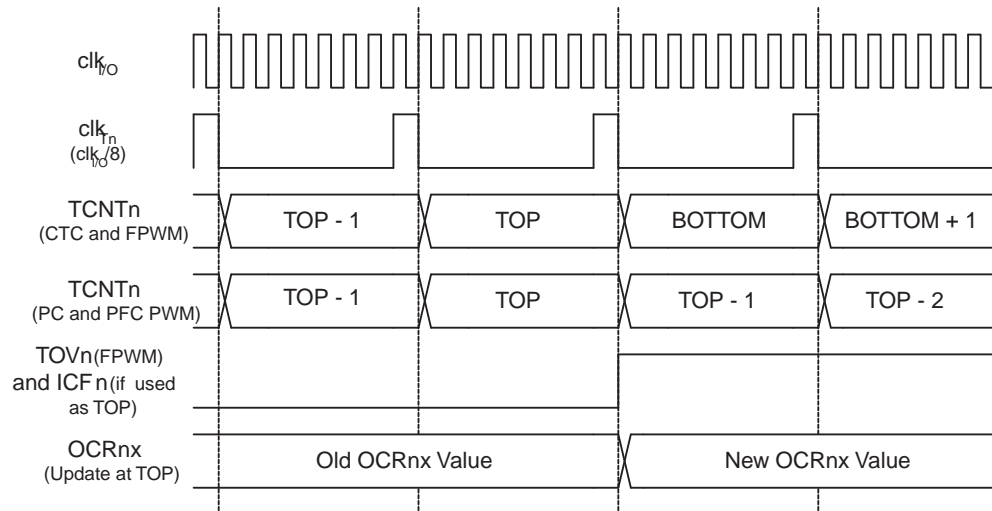 clkI/O
clkTn
(clkI/O/8)
TCNTn
(CTC and FPWM)
TOP - 1
TOP
BOTTOM
BOTTOM + 1
TCNTn
(PC and PFC PWM)
TOP - 1
TOP
TOP - 1
TOP - 2
TOVn(FPWM)
and ICFn(if used
as TOP)
OCRnx
(Update at TOP)
Old OCRnx Value
New OCRnx Value